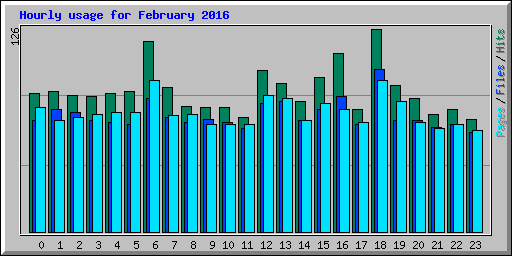 Hourly usage for February 2016
126
Pages/Files/Hits
0 1 2 3 4 5 6 7 8 9 10 11 12 13 14 15 16 17 18 19 20 21 22 23